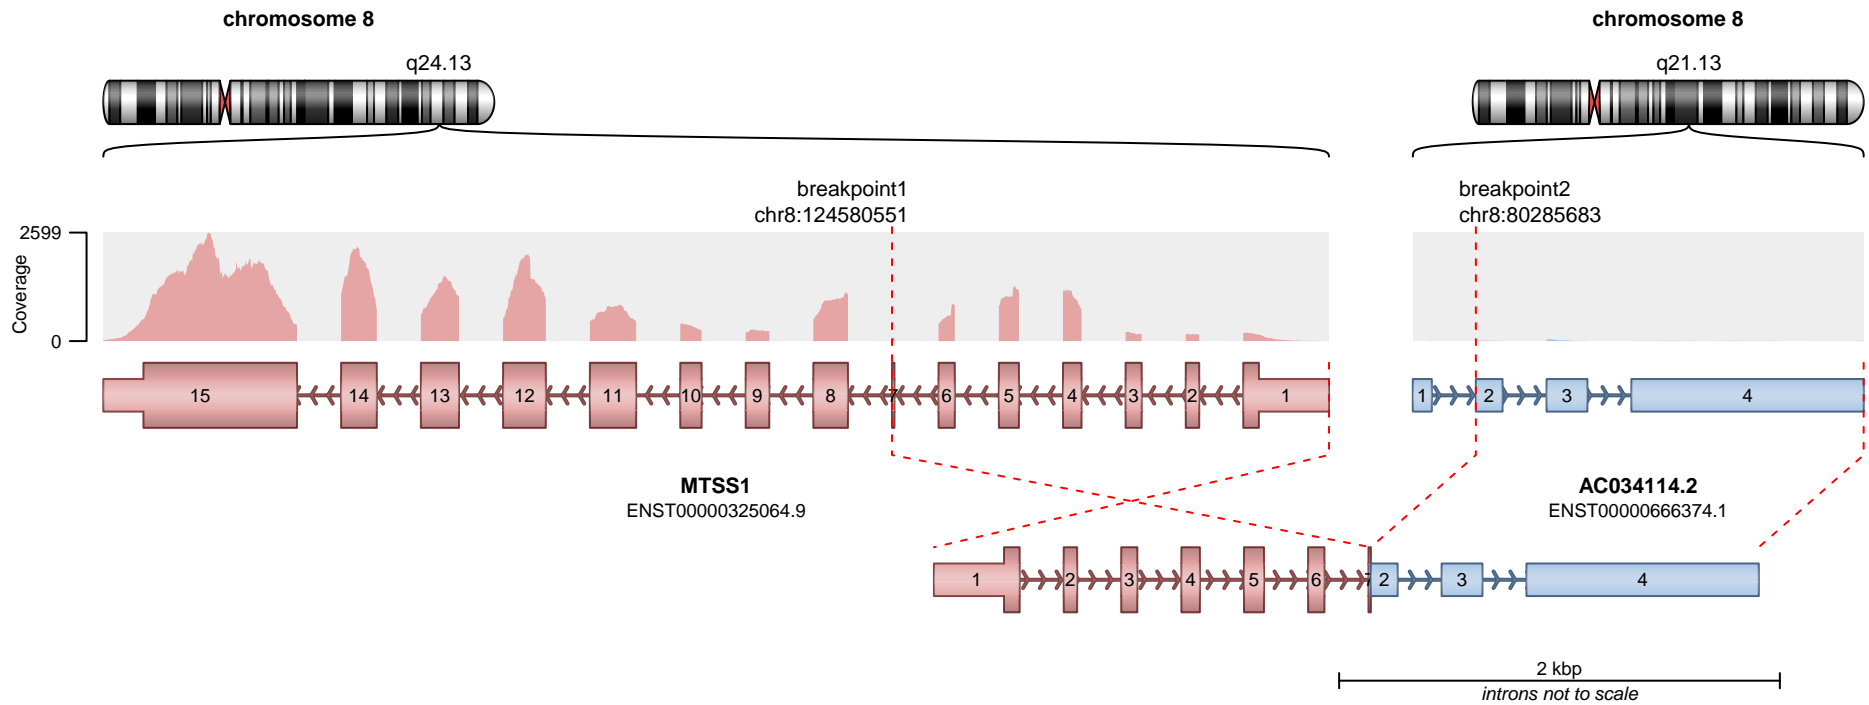 chromosome 8
chromosome 8
q24.13
q21.13
breakpoint1
chr8:124580551
breakpoint2
chr8:80285683
2599
Coverage
0
15 14 13 12 11 10 9 8 7 6 5 4 3 2 1
1 2 3 4
MTSS1
ENST00000325064.9
AC034114.2
ENST00000666374.1
1 2 3 4 5 6 7 2 3 4
2 kbp
introns not to scale